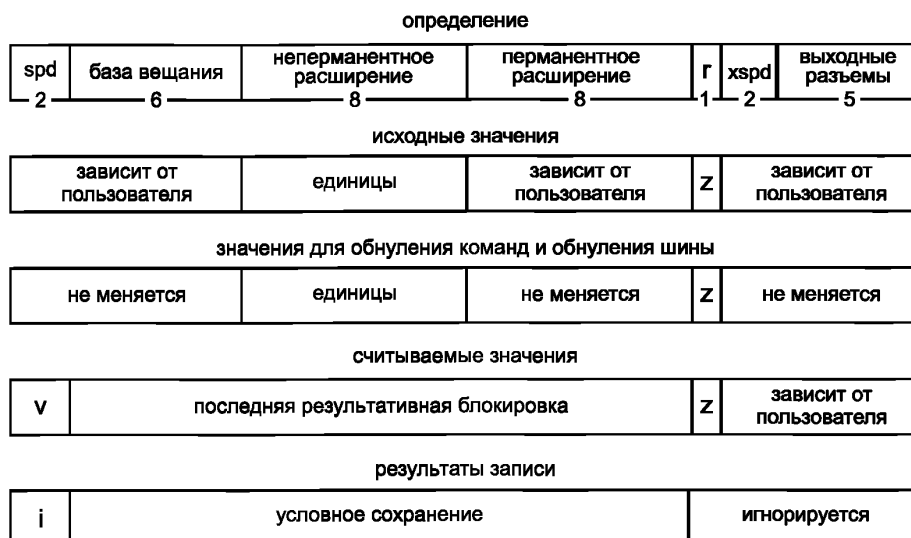 определение
spd база вещания неперманентное расширение перманентное расширение r xspd выходные разъемы
2 6 8 8 1 2 5
исходные значения
зависит от пользователя единицы зависит от пользователя z зависит от пользователя
значения для обнуления команд и обнуления шины
не меняется единицы не меняется z не меняется
считываемые значения
v последняя результативная блокировка z зависит от пользователя
результаты записи
i условное сохранение игнорируется